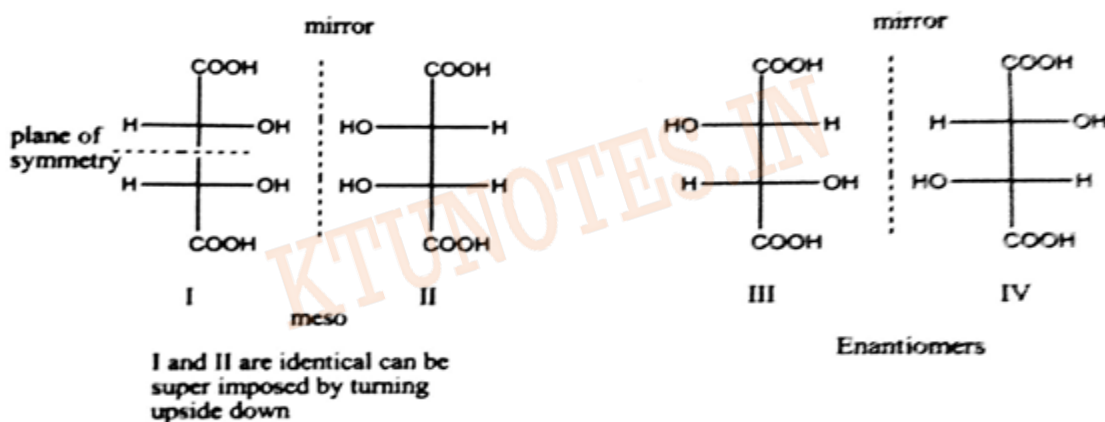 mirror
COOH
H OH
plane of
symmetry
H OH
COOH
I
COOH
HO H
HO H
COOH
II
meso
I and II are identical can be
super imposed by turning
upside down
mirror
COOH
HO H
H OH
COOH
III
COOH
H OH
HO H
COOH
IV
Enantiomers
KTUNOTES.IN